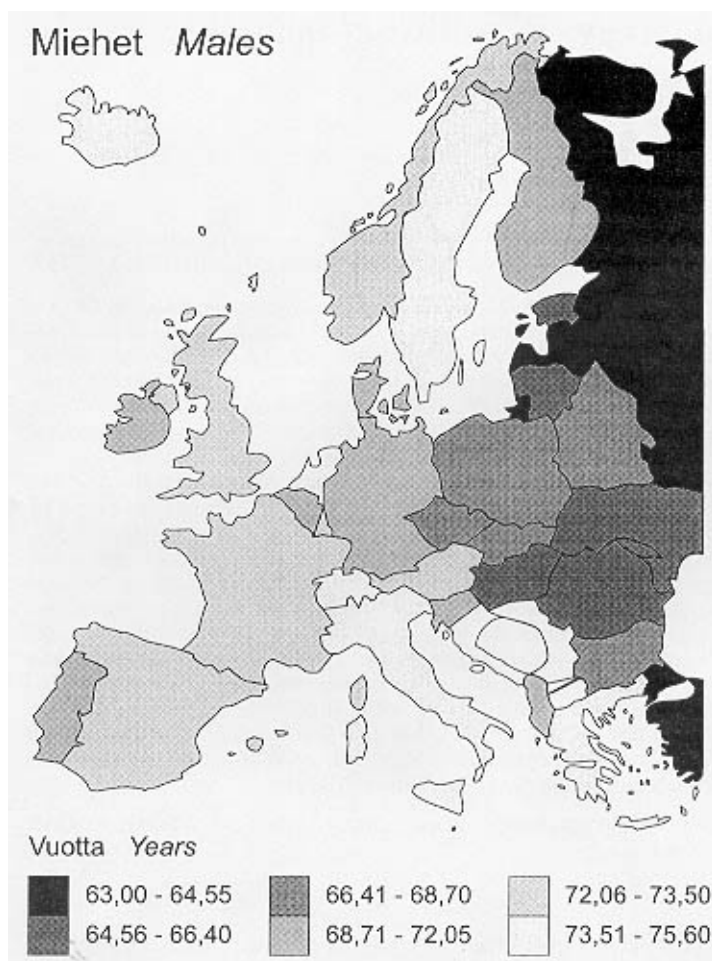 Miehet Males
Vuotta Years
63,00 - 64,55
64,56 - 66,40
66,41 - 68,70
68,71 - 72,05
72,06 - 73,50
73,51 - 75,60